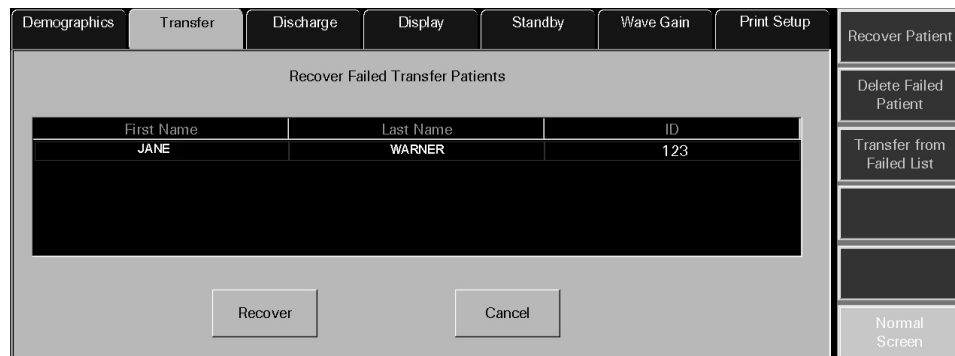 Demographics Transfer Discharge Display Standby Wave Gain Print Setup
Recover Patient
Recover Failed Transfer Patients
Delete Failed
Patient
First Name Last Name ID
JANE WARNER 123
Transfer from
Failed List
Recover Cancel
Normal
Screen